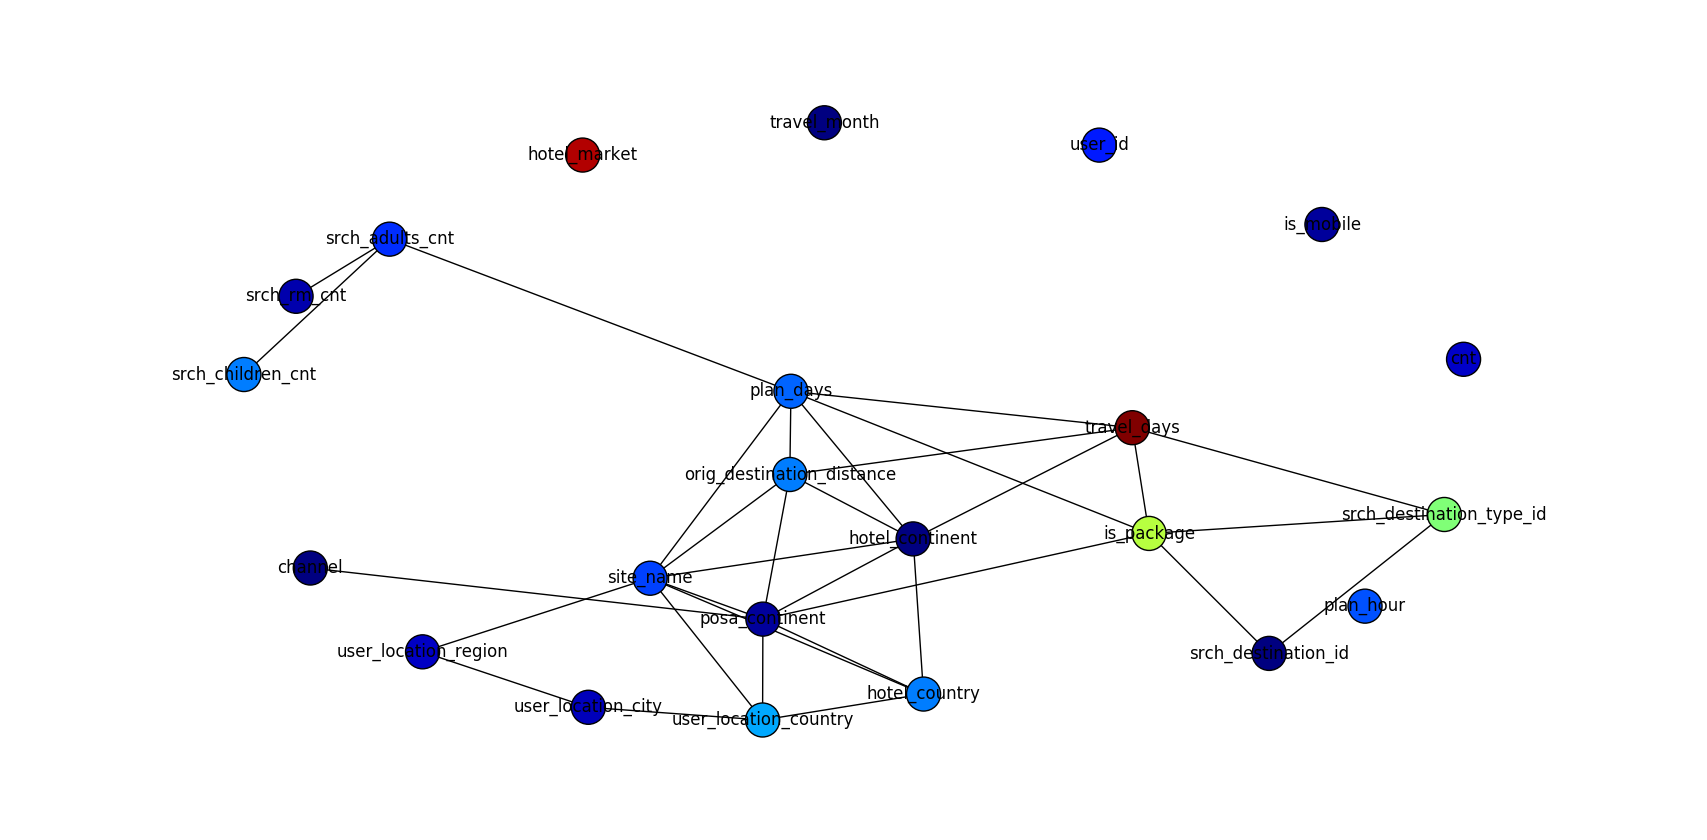 travel_month
user_id
hotel_market
is_mobile
srch_adults_cnt
srch_rm_cnt
cnt
srch_children_cnt
plan_days
travel_days
orig_destination_distance
srch_destination_type_id
is_package
hotel_continent
channel
site_name
plan_hour
posa_continent
user_location_region
srch_destination_id
hotel_country
user_location_city
user_location_country